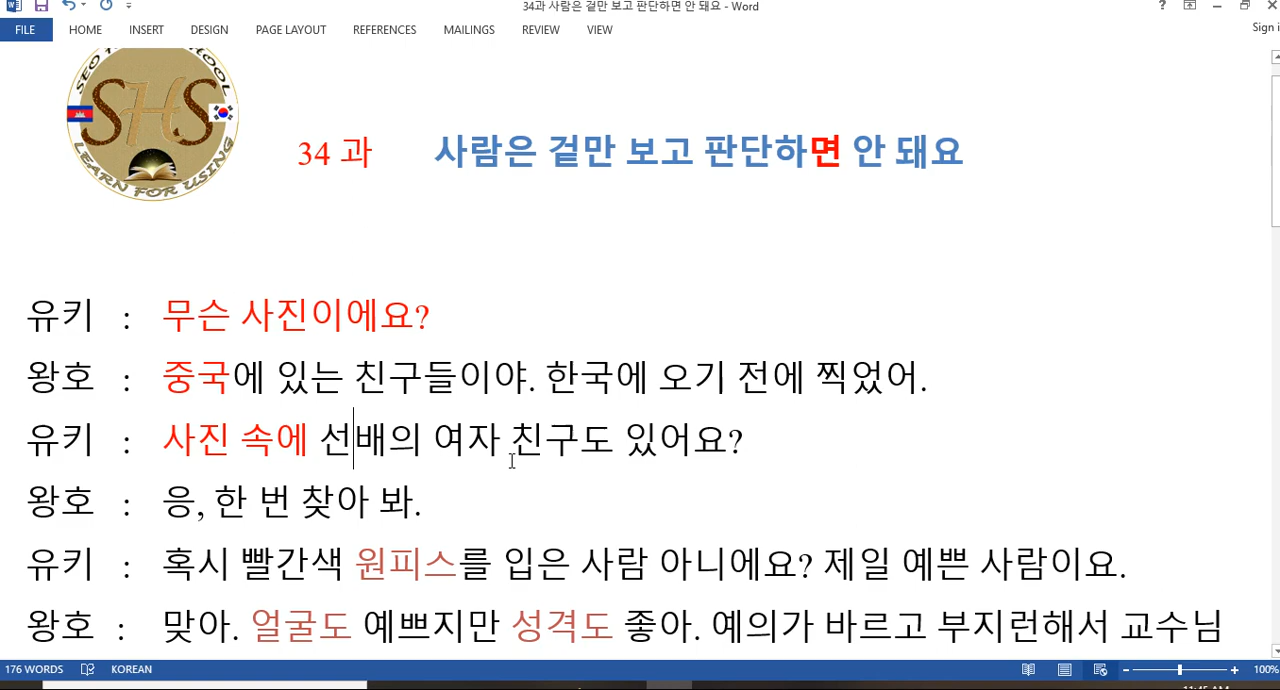 34과 사람은 겉만 보고 판단하면 안 돼요 - Word
FILE HOME INSERT DESIGN PAGE LAYOUT REFERENCES MAILINGS REVIEW VIEW
Sign i
SHS
LEARN FOR USING
34 과 사람은 겉만 보고 판단하면 안 돼요
유키 : 무슨 사진이에요?
왕호 : 중국에 있는 친구들이야. 한국에 오기 전에 찍었어.
유키 : 사진 속에 선배의 여자 친구도 있어요?
왕호 : 응, 한 번 찾아 봐.
유키 : 혹시 빨간색 원피스를 입은 사람 아니에요? 제일 예쁜 사람이요.
왕호 : 맞아. 얼굴도 예쁘지만 성격도 좋아. 예의가 바르고 부지런해서 교수님
176 WORDS KOREAN 100%